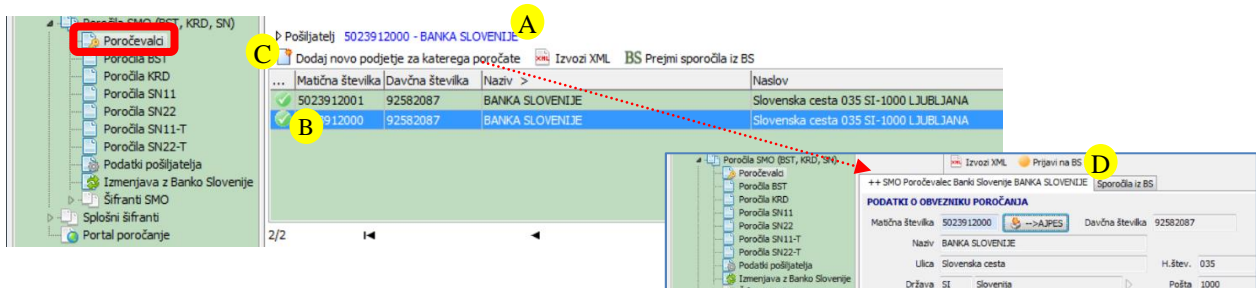 Poročila SMO (BST, KRD, SN)
Poročevalci
Poročila BST
Poročila KRD
Poročila SN11
Poročila SN22
Poročila SN11-T
Poročila SN22-T
Podatki pošiljatelja
Izmenjava z Banko Slovenije
Šifranti SMO
Splošni šifranti
Portal poročanje
A
Pošiljatelj 5023912000 - BANKA SLOVENIJE
C
Dodaj novo podjetje za katerega poročate Izvozi XML BS Prejmi sporočila iz BS
... Matična številka Davčna številka Naziv > Naslov
5023912001 92582087 BANKA SLOVENIJE Slovenska cesta 035 SI-1000 LJUBLJANA
B 3912000 92582087 BANKA SLOVENIJE Slovenska cesta 035 SI-1000 LJUBLJANA
2/2
Poročila SMO (BST, KRD, SN)
Poročevalci
Poročila BST
Poročila KRD
Poročila SN11
Poročila SN22
Poročila SN11-T
Poročila SN22-T
Podatki pošiljatelja
Izmenjava z Banko Slovenije
Izvozi XML Prijavi na BS D
++ SMO Poročevalec Banki Slovenije BANKA SLOVENIJE Sporočila iz BS
PODATKI O OBVEZNIKU POROČANJA
Matična številka 5023912000 -->AJPES Davčna številka 92582087
Naziv BANKA SLOVENIJE
Ulica Slovenska cesta H.štev. 035
Država SI Slovenija Pošta 1000